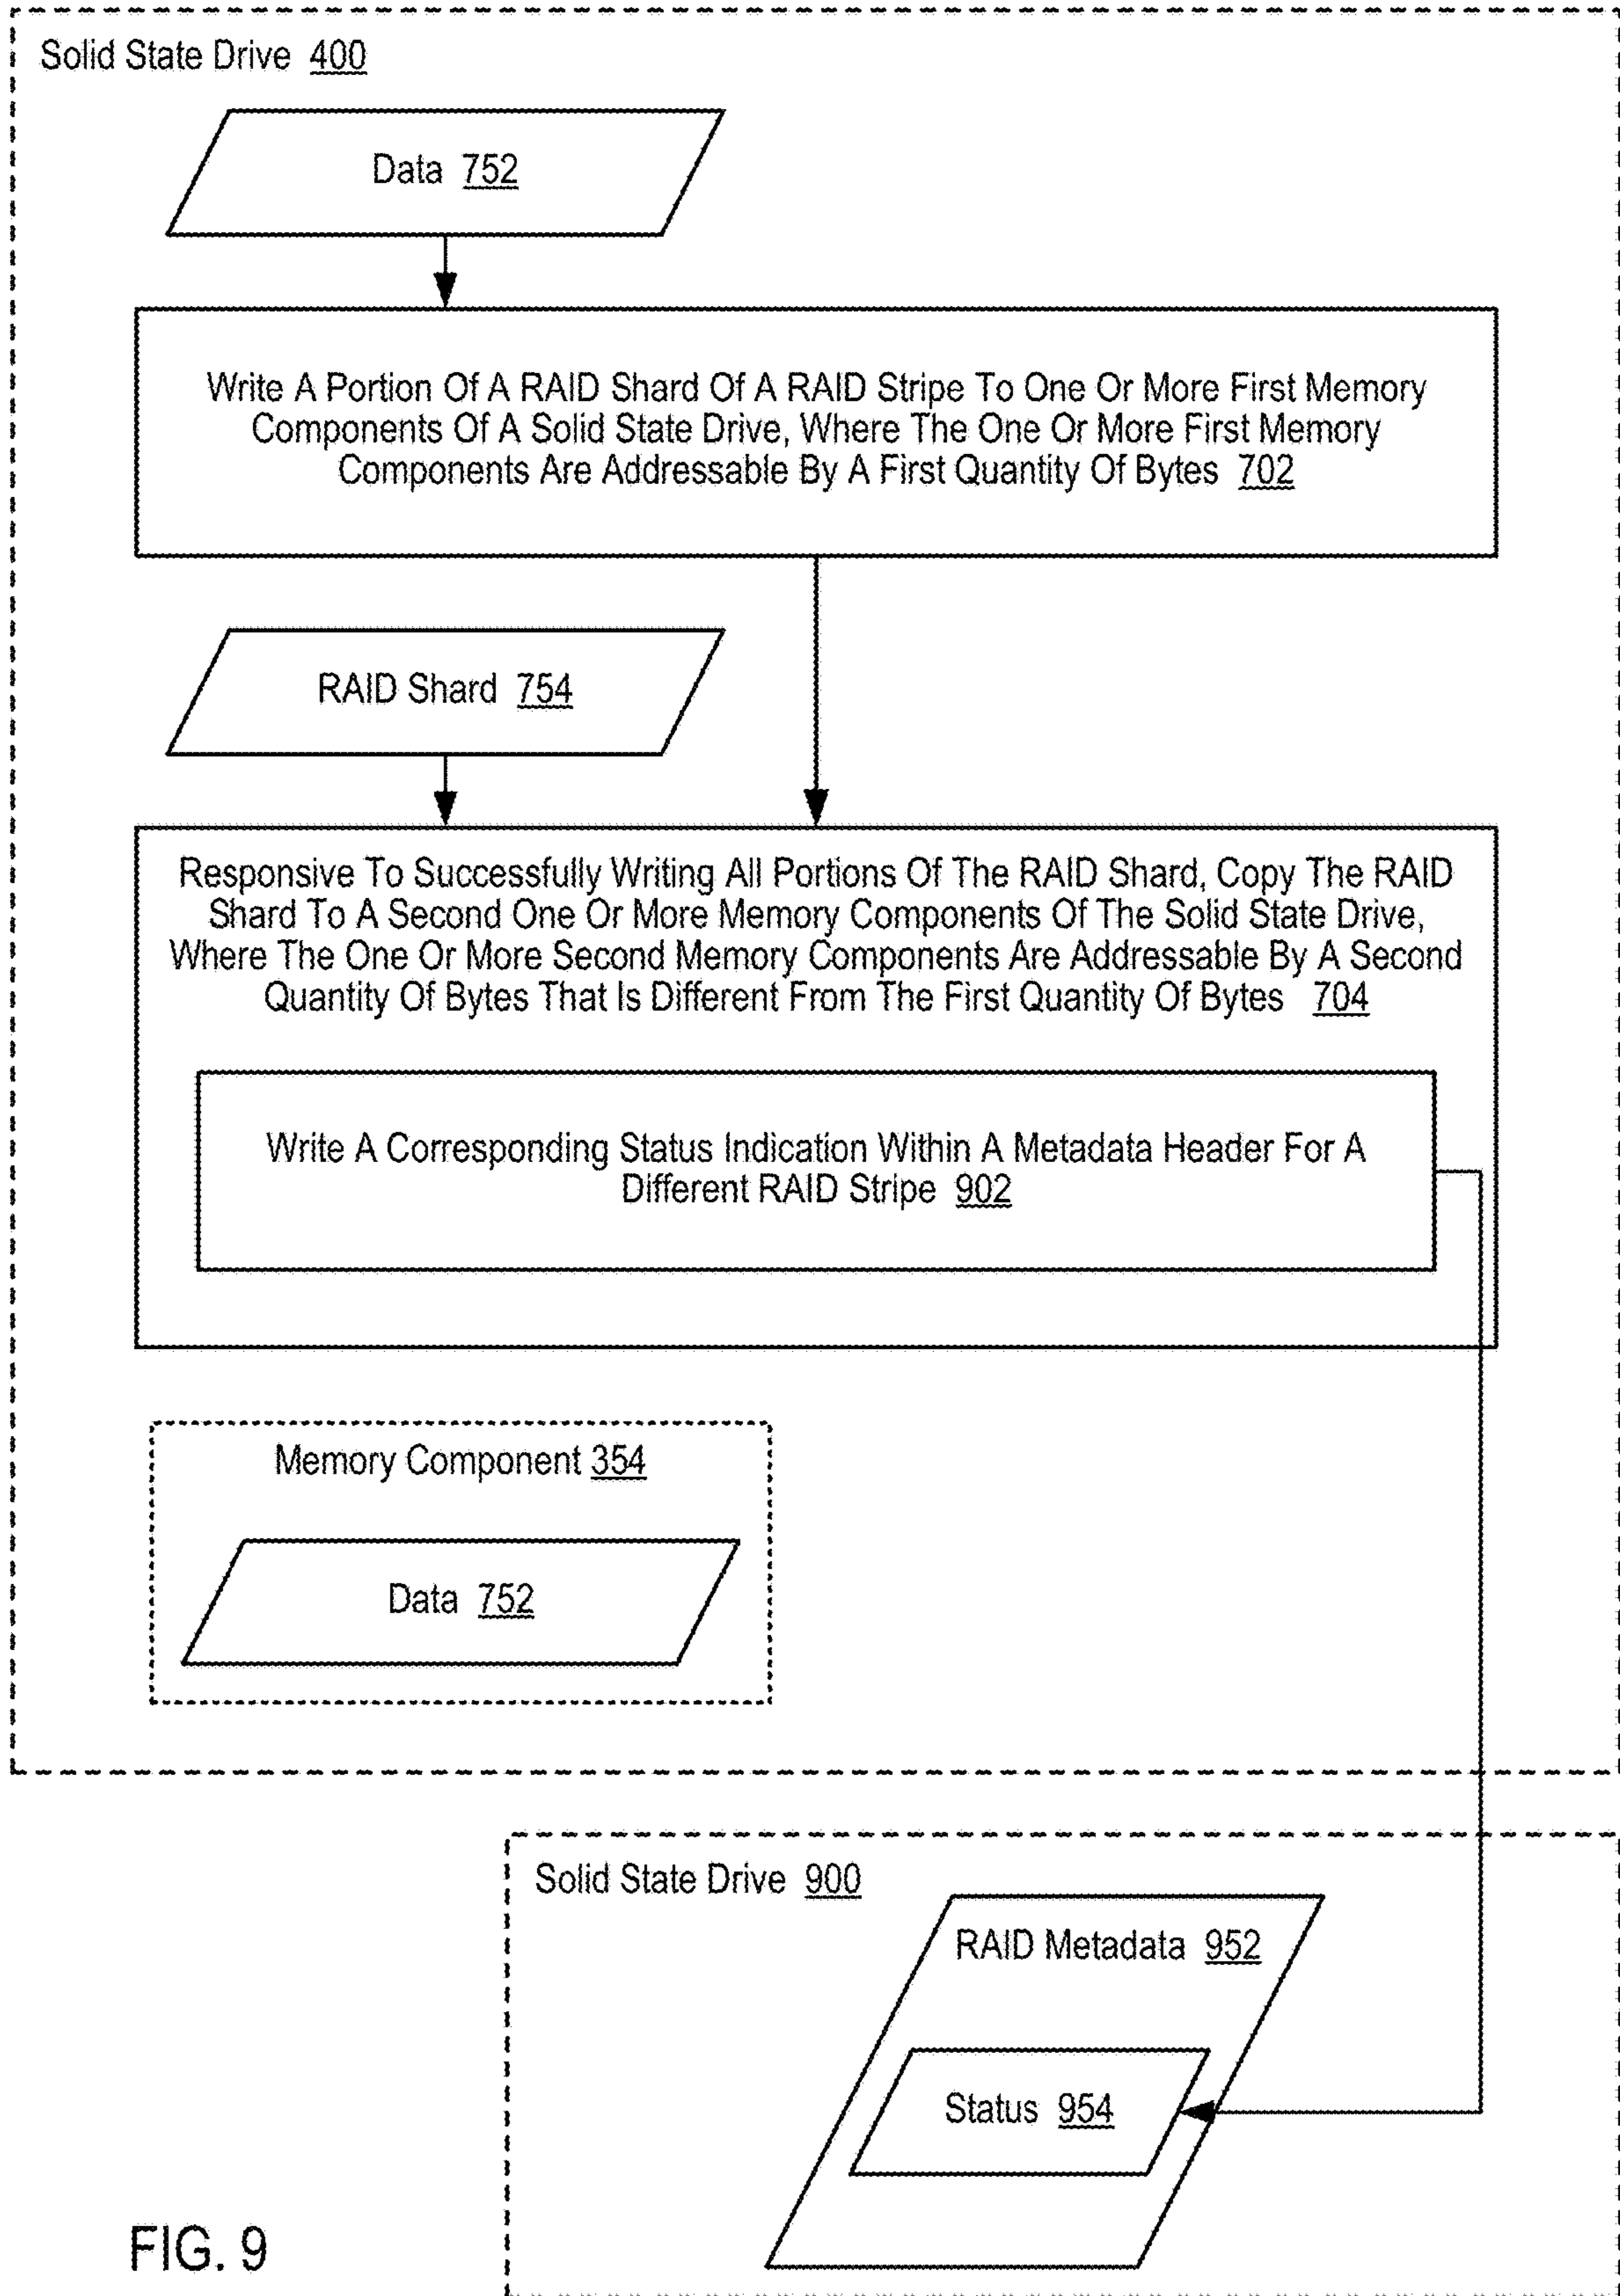 Solid State Drive 400
Data 752
Write A Portion Of A RAID Shard Of A RAID Stripe To One Or More First Memory
Components Of A Solid State Drive, Where The One Or More First Memory
Components Are Addressable By A First Quantity Of Bytes 702
RAID Shard 754
Responsive To Successfully Writing All Portions Of The RAID Shard, Copy The RAID
Shard To A Second One Or More Memory Components Of The Solid State Drive,
Where The One Or More Second Memory Components Are Addressable By A Second
Quantity Of Bytes That Is Different From The First Quantity Of Bytes 704
Write A Corresponding Status Indication Within A Metadata Header For A
Different RAID Stripe 902
Memory Component 354
Data 752
Solid State Drive 900
RAID Metadata 952
Status 954
FIG. 9